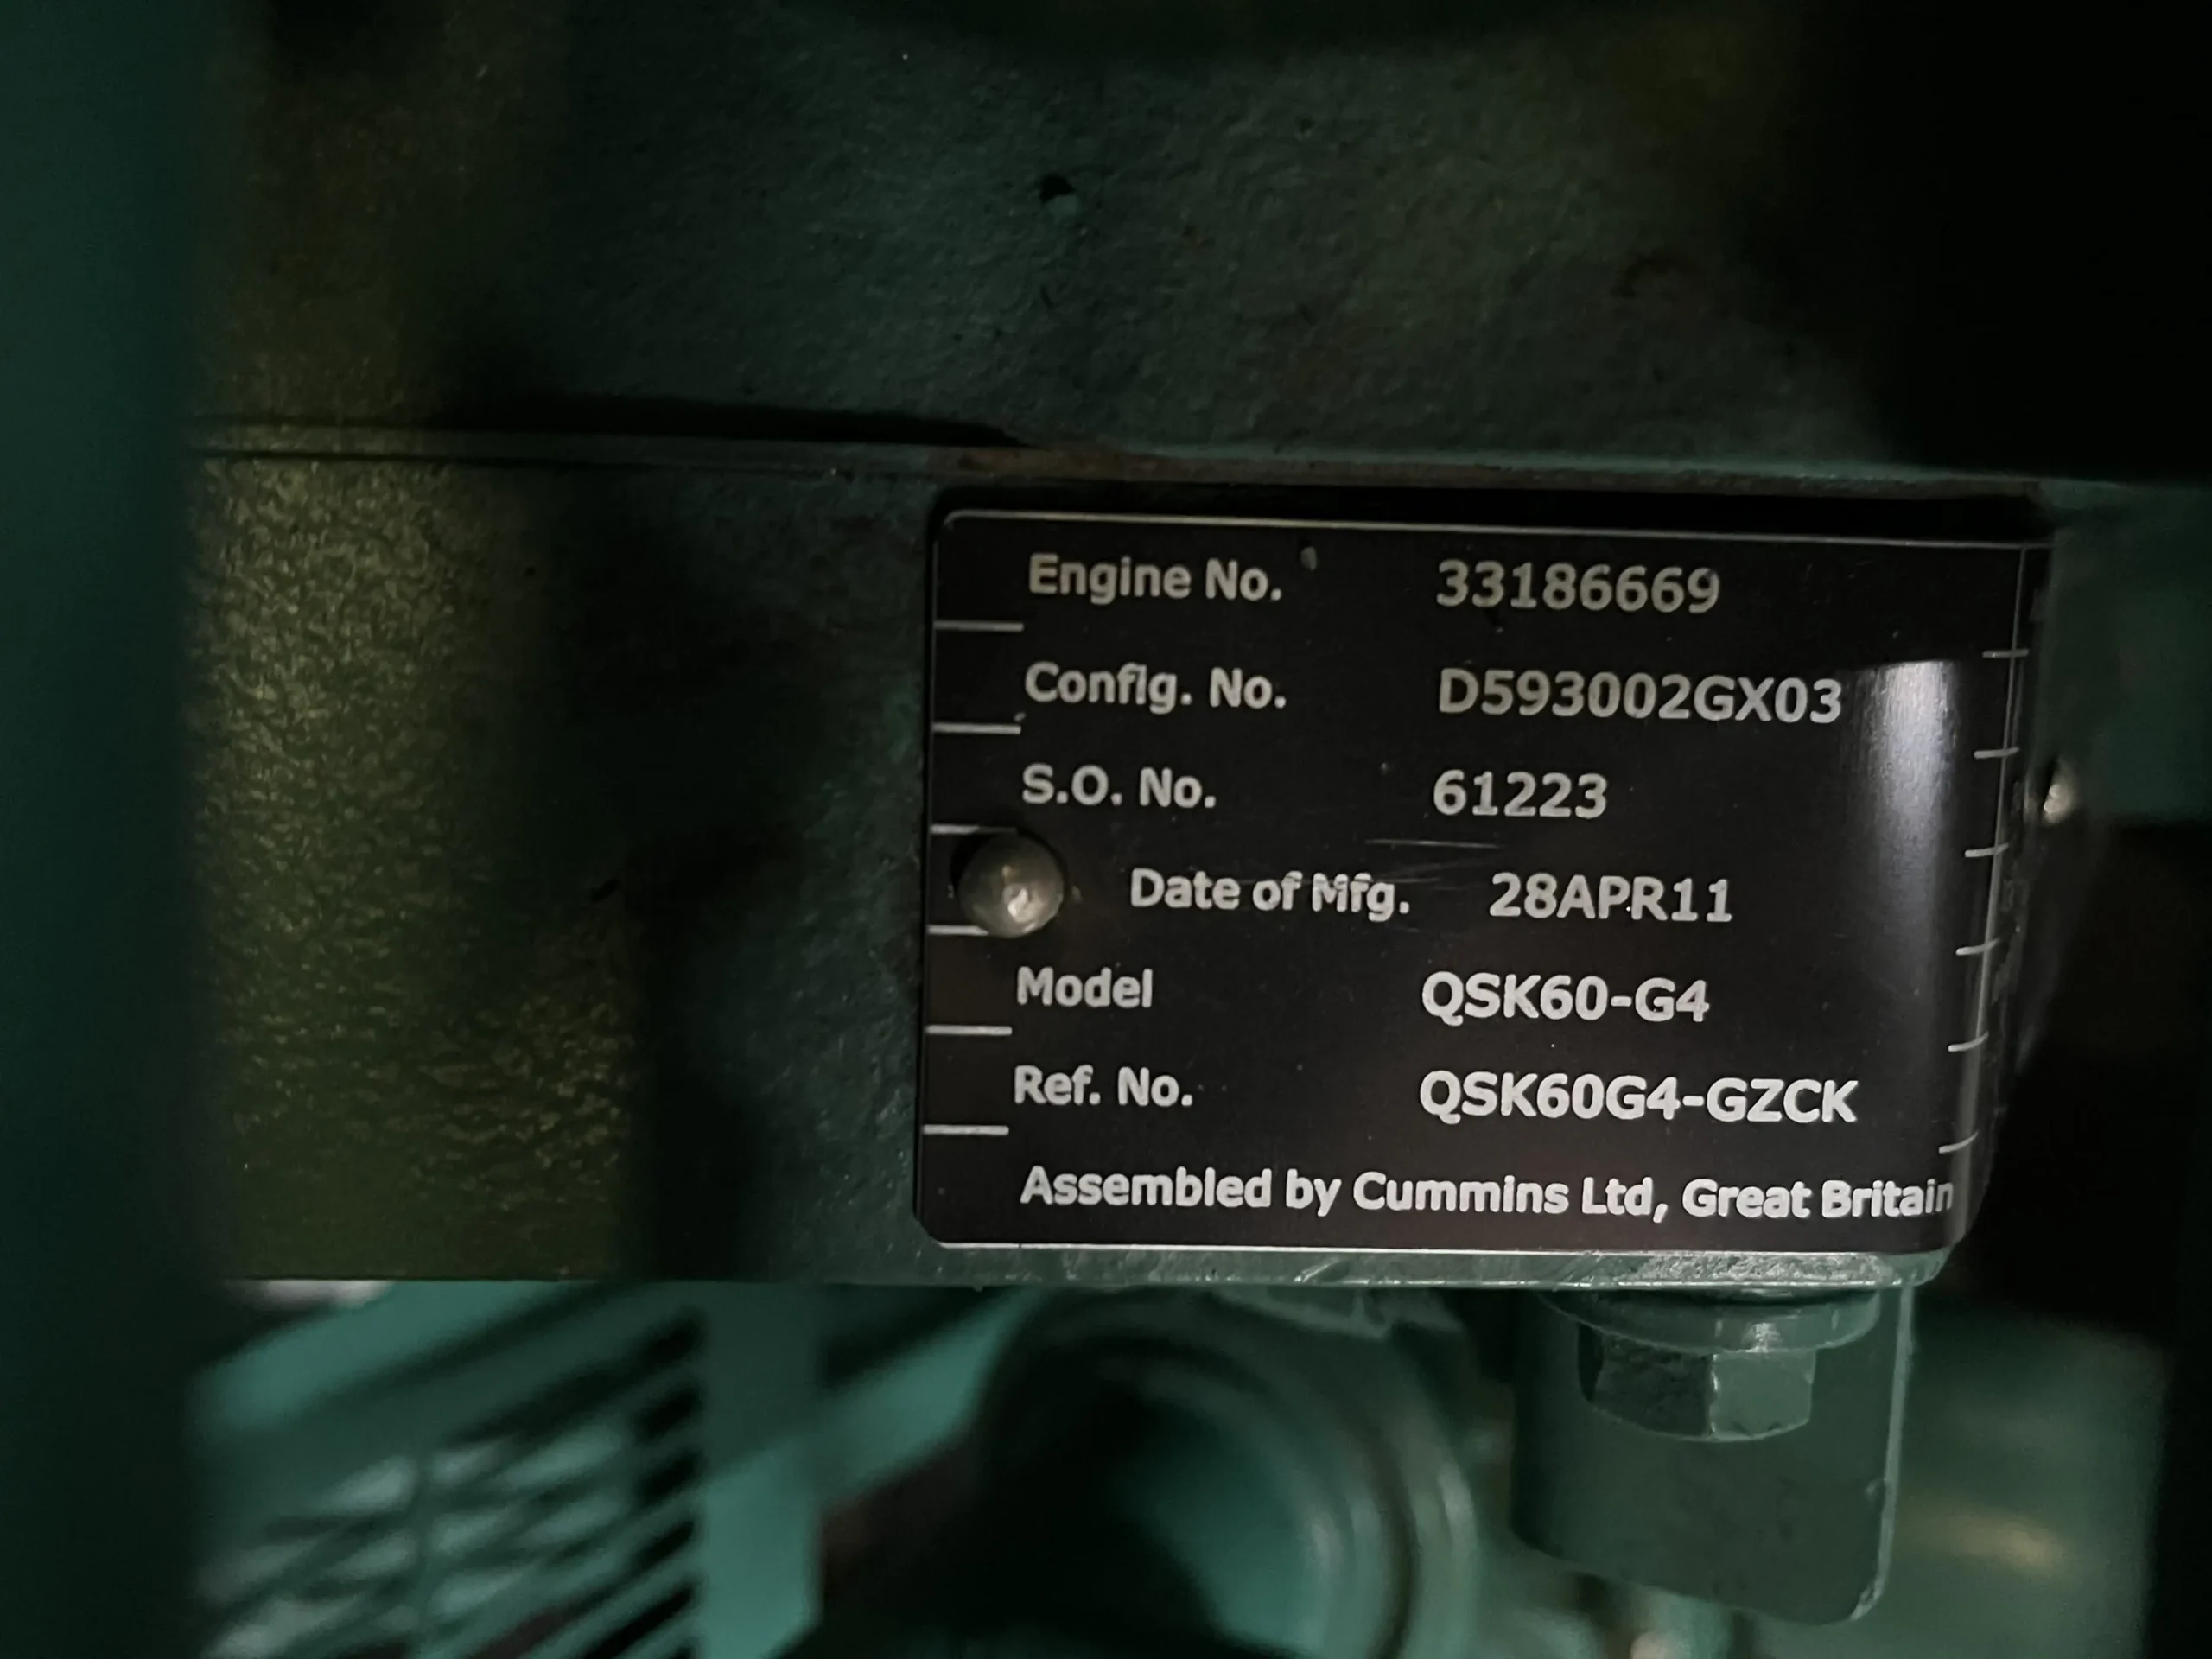 Engine No. 33186669
Config. No. D593002GX03
S.O. No. 61223
Date of Mfg. 28APR11
Model QSK60-G4
Ref. No. QSK60G4-GZCK
Assembled by Cummins Ltd, Great Britain